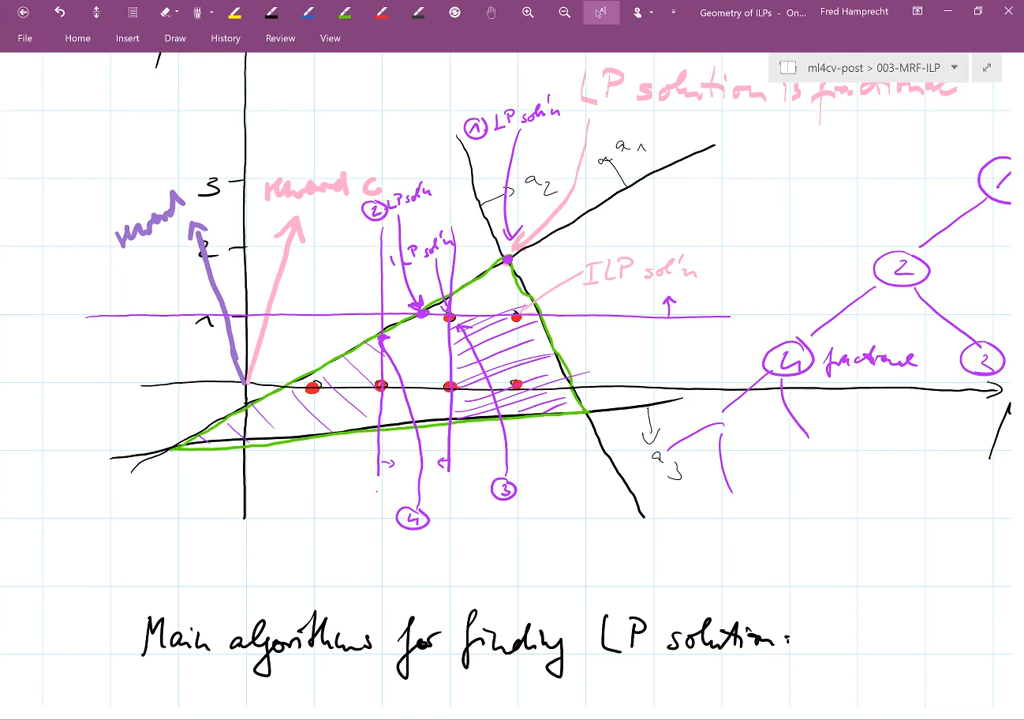 Geometry of ILPs - On...
Fred Hamprecht
File Home Insert Draw History Review View
ml4cv-post > 003-MRF-ILP
LP solution is fractional
① LP sol'n
a1
a2
3
reward c
② LP sol'n
reward
2
LP sol'n
ILP sol'n
1
1
2
4 fractional
3
a3
3
4
Main algorithms for finding LP solution: